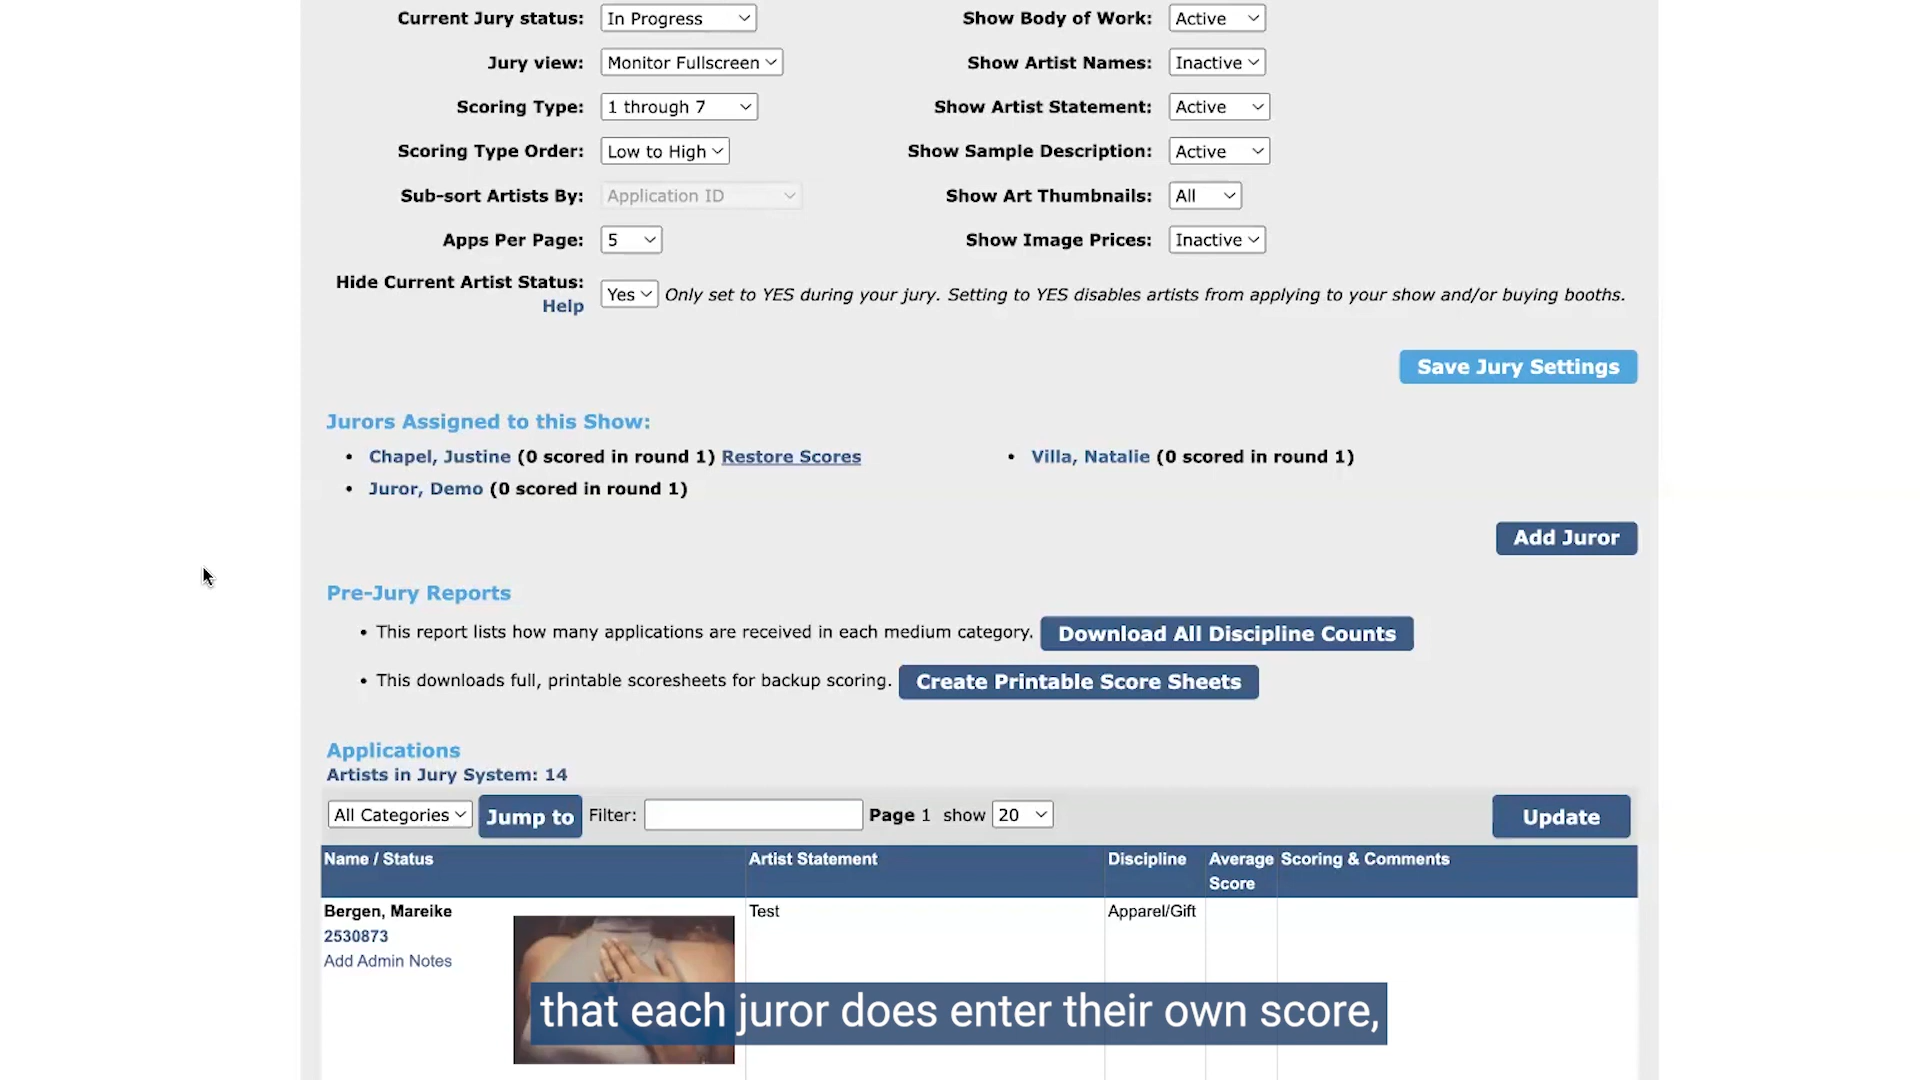 Current Jury status: In Progress
Show Body of Work: Active
Jury view: Monitor Fullscreen
Show Artist Names: Inactive
Scoring Type: 1 through 7
Show Artist Statement: Active
Scoring Type Order: Low to High
Show Sample Description: Active
Sub-sort Artists By: Application ID
Show Art Thumbnails: All
Apps Per Page: 5
Show Image Prices: Inactive
Hide Current Artist Status: Yes Only set to YES during your jury. Setting to YES disables artists from applying to your show and/or buying booths.
Help
Save Jury Settings
Jurors Assigned to this Show:
• Chapel, Justine (0 scored in round 1) Restore Scores
• Villa, Natalie (0 scored in round 1)
• Juror, Demo (0 scored in round 1)
Add Juror
Pre-Jury Reports
• This report lists how many applications are received in each medium category. Download All Discipline Counts
• This downloads full, printable scoresheets for backup scoring. Create Printable Score Sheets
Applications
Artists in Jury System: 14
All Categories Jump to Filter: Page 1 show 20 Update
Name / Status Artist Statement Discipline Average Score Scoring & Comments
Bergen, Mareike Test Apparel/Gift
2530873
Add Admin Notes
that each juror does enter their own score,